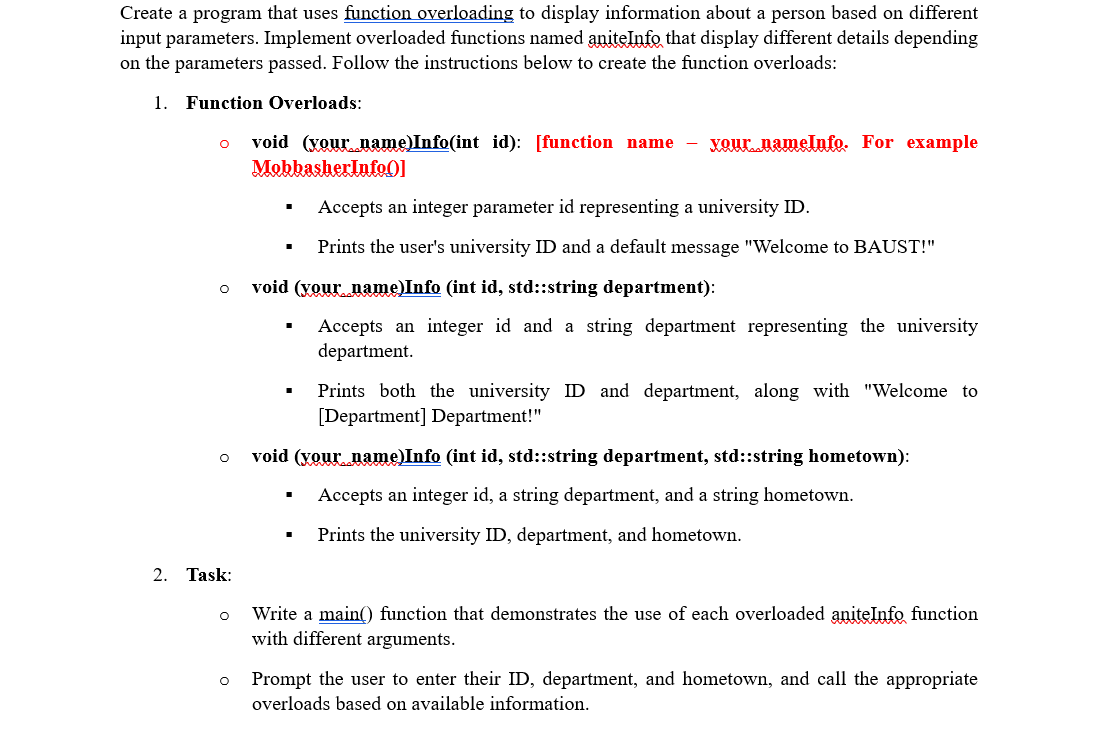 Create a program that uses function overloading to display information about a person based on different
input parameters. Implement overloaded functions named aniteInfo that display different details depending
on the parameters passed. Follow the instructions below to create the function overloads:
1. Function Overloads:
o void (your_name)Info(int id): [function name – your_nameInfo. For example
MobbasherInfo()]
▪ Accepts an integer parameter id representing a university ID.
▪ Prints the user's university ID and a default message "Welcome to BAUST!"
o void (your_name)Info (int id, std::string department):
▪ Accepts an integer id and a string department representing the university
department.
▪ Prints both the university ID and department, along with "Welcome to
[Department] Department!"
o void (your_name)Info (int id, std::string department, std::string hometown):
▪ Accepts an integer id, a string department, and a string hometown.
▪ Prints the university ID, department, and hometown.
2. Task:
o Write a main() function that demonstrates the use of each overloaded aniteInfo function
with different arguments.
o Prompt the user to enter their ID, department, and hometown, and call the appropriate
overloads based on available information.